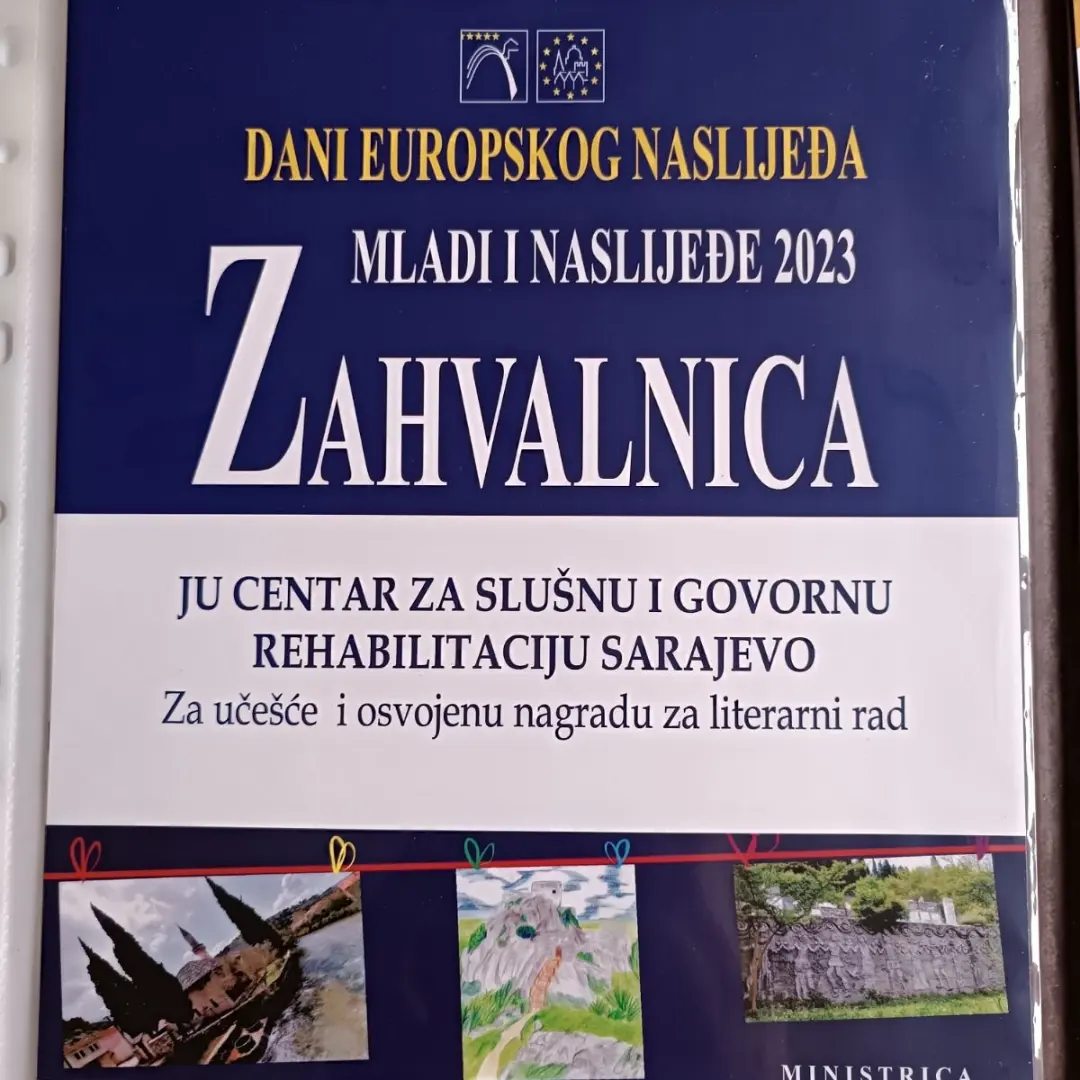 DANI EUROPSKOG NASLIJEĐA
MLADI I NASLIJEĐE 2023
ZAHVALNICA
JU CENTAR ZA SLUŠNU I GOVORNU
REHABILITACIJU SARAJEVO
Za učešće i osvojenu nagradu za literarni rad
MINISTRICA